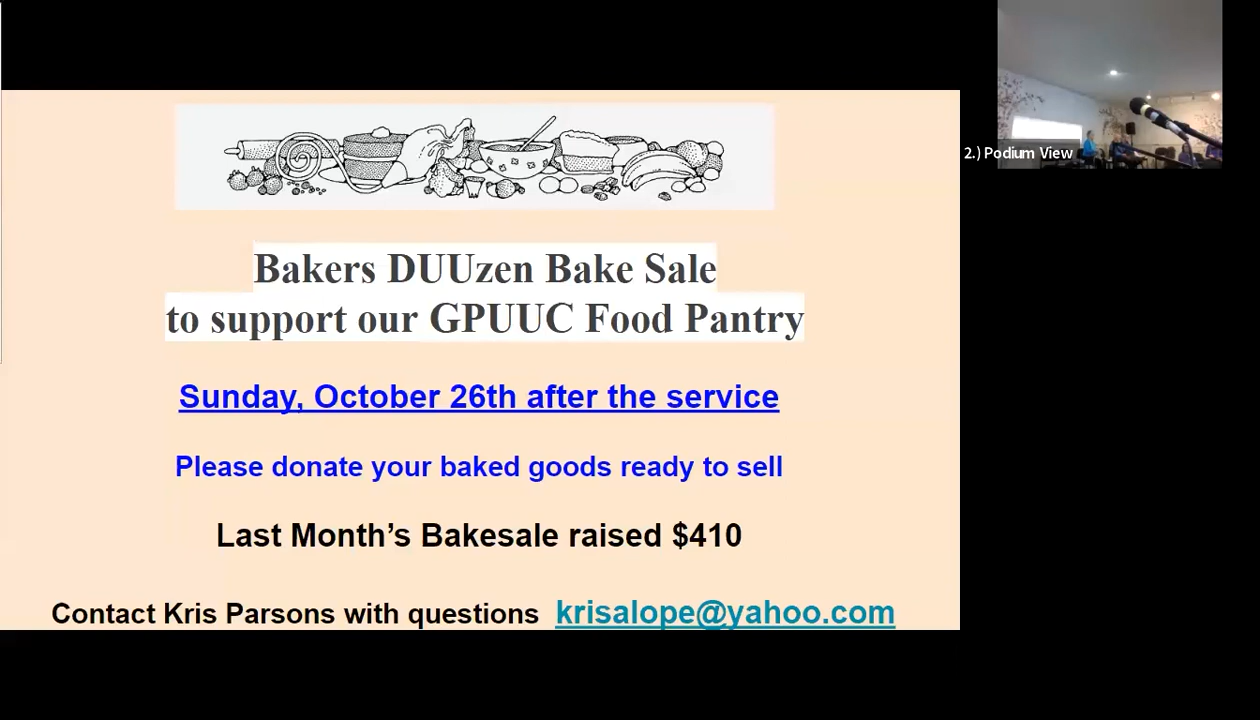 Bakers DUUzen Bake Sale
to support our GPUUC Food Pantry
Sunday, October 26th after the service
Please donate your baked goods ready to sell
Last Month’s Bakesale raised $410
Contact Kris Parsons with questions krisalope@yahoo.com
2.) Podium View